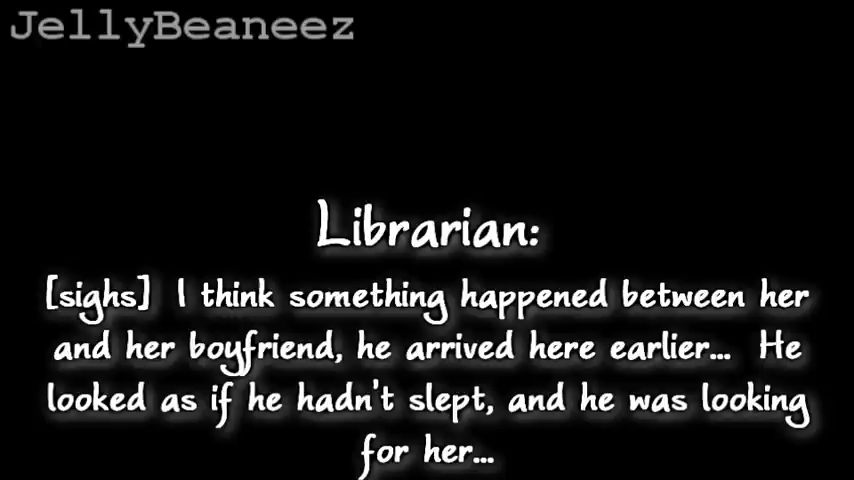 JellyBeaneez
Librarian:
[sighs] I think something happened between her
and her boyfriend, he arrived here earlier... He
looked as if he hadn't slept, and he was looking
for her...